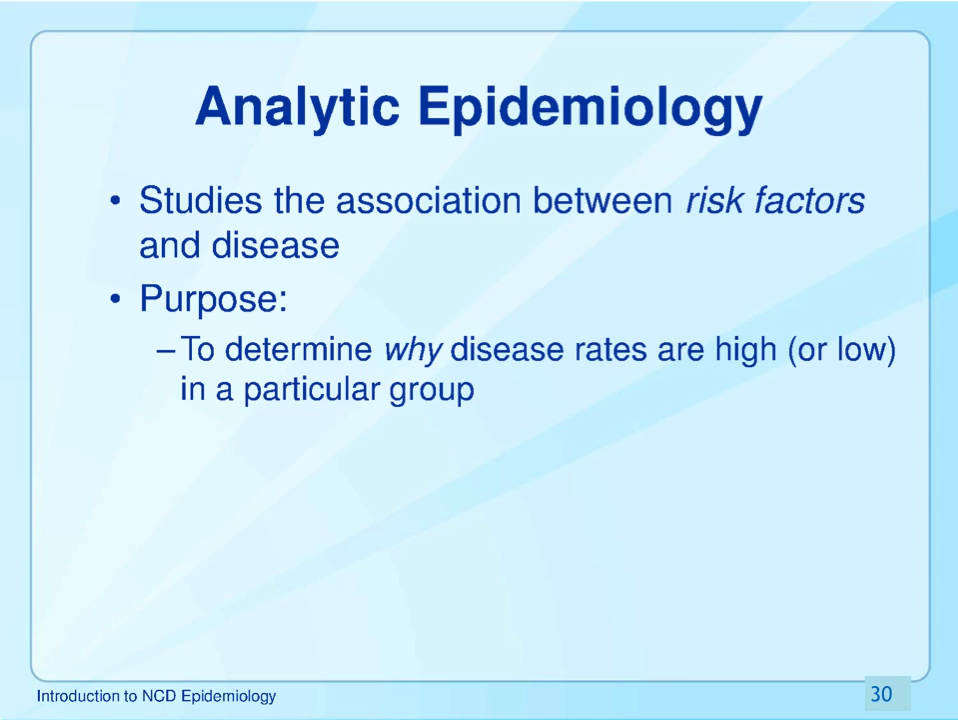 Analytic Epidemiology
• Studies the association between risk factors
and disease
• Purpose:
– To determine why disease rates are high (or low)
in a particular group
Introduction to NCD Epidemiology
30